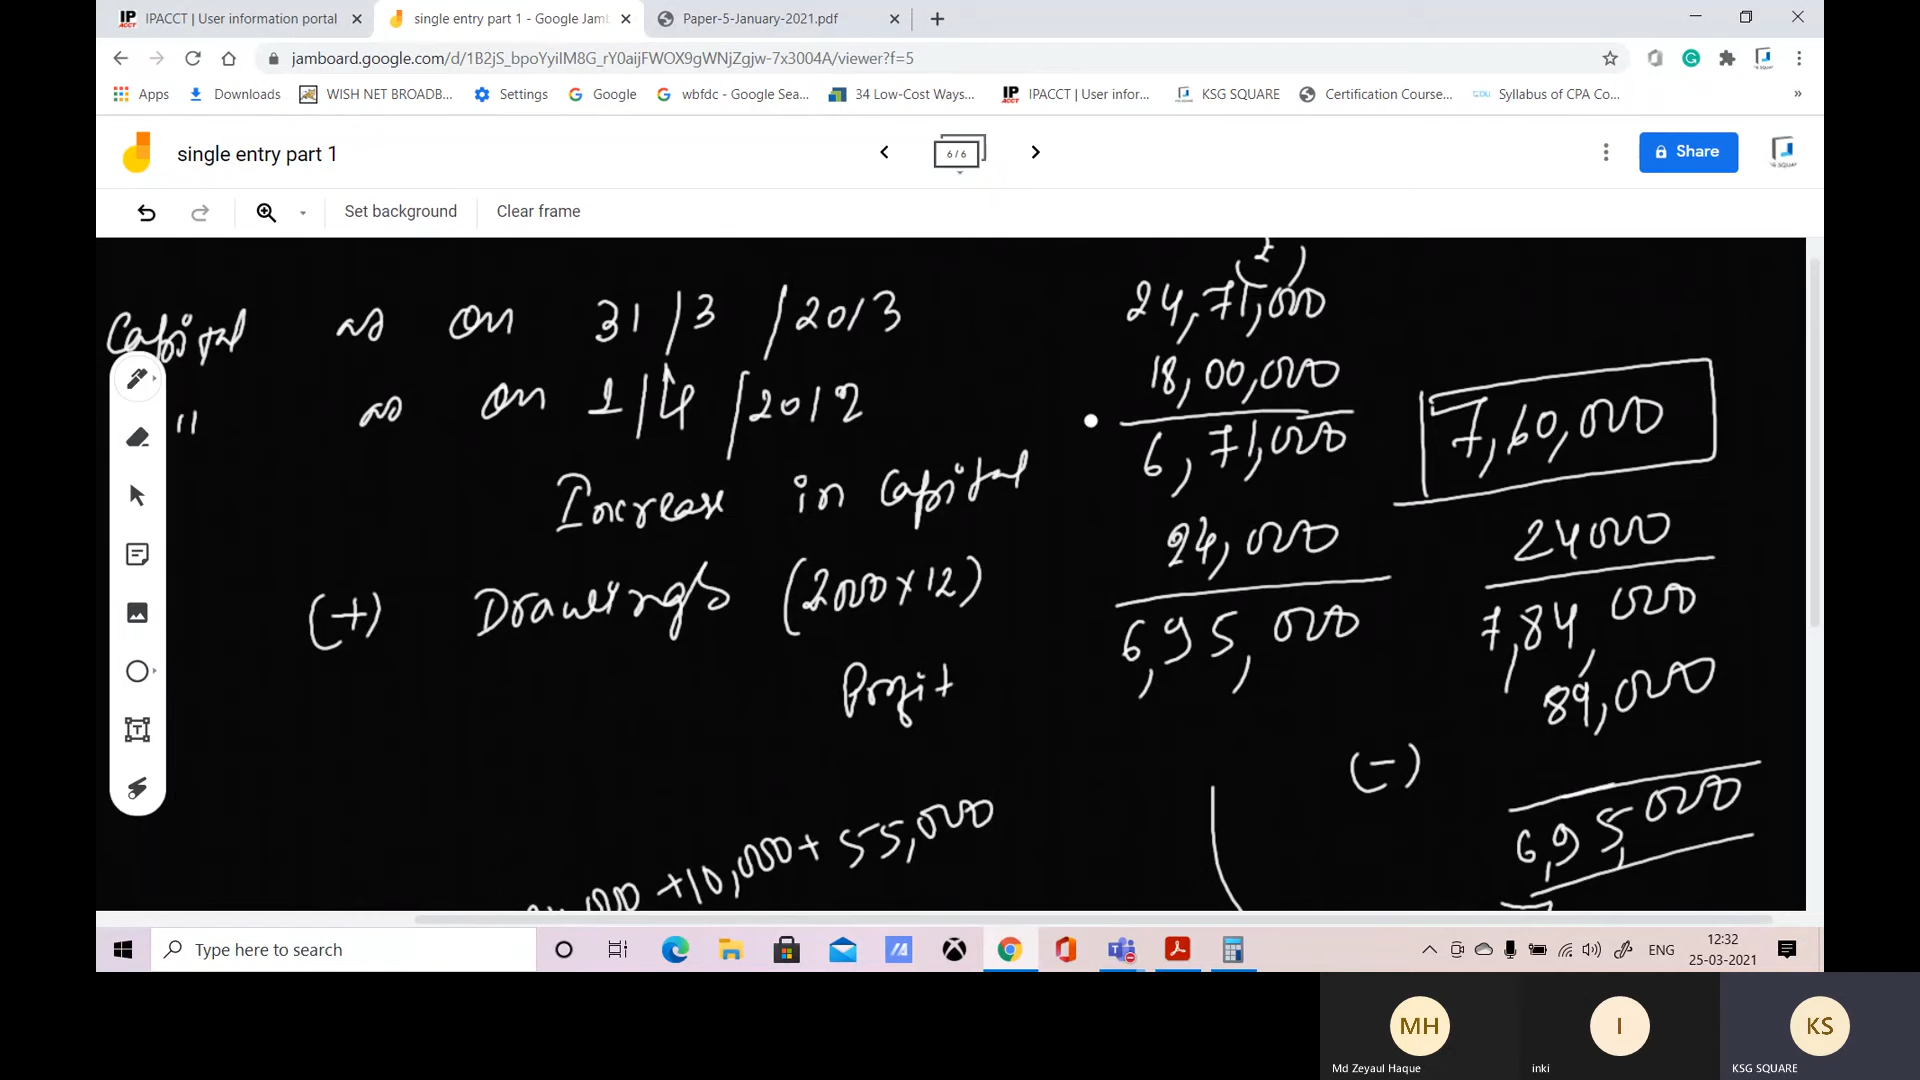 IPACCT | User information portal
single entry part 1 - Google Jamb
Paper-5-January-2021.pdf
jamboard.google.com/d/1B2jS_bpoYyiIM8G_rY0aijFWOX9gWNjZgjw-7x3004A/viewer?f=5
Apps Downloads WISH NET BROADB... Settings Google wbfdc - Google Sea... 34 Low-Cost Ways... IPACCT | User infor... KSG SQUARE Certification Course... Syllabus of CPA Co... »
single entry part 1
6 / 6
Share
Set background Clear frame
(₹)
Capital as on 31/3/2013 24,71,000
" as on 1/4/2012 18,00,000
Increase in Capital 6,71,000 7,60,000
(+) Drawings (2000×12) 24,000 24000
Profit 6,95,000 7,84,000
(-) 89,000
6,95,000
+10,000+ 55,000
Type here to search
ENG
12:32
25-03-2021
MH
I
KS
Md Zeyaul Haque
inki
KSG SQUARE